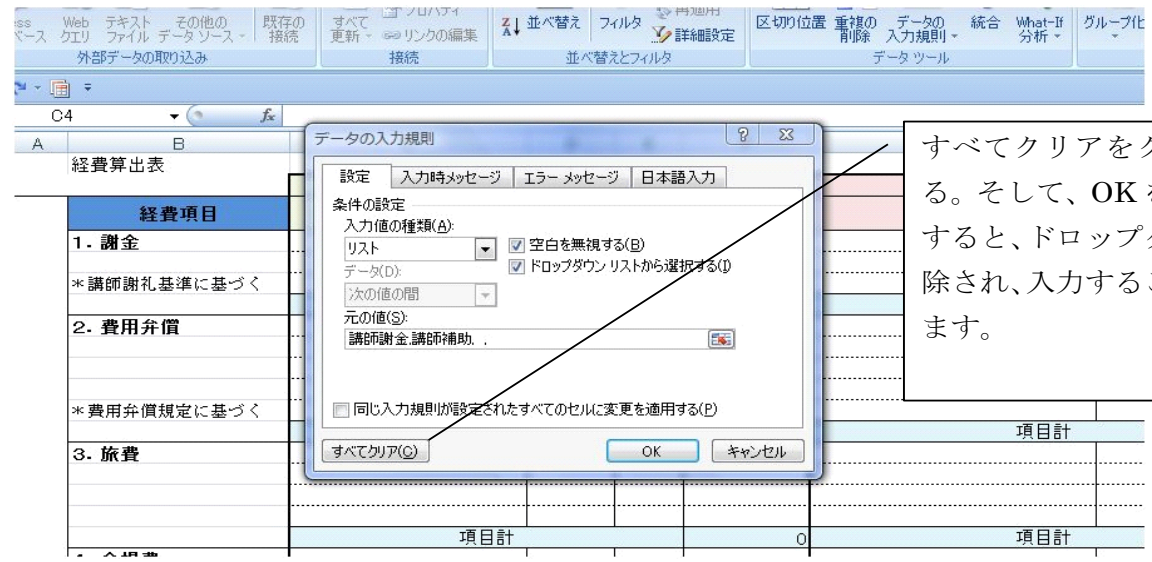 Web テキスト その他の 既存の すべて プロパティ 並べ替え フィルタ 再適用 区切り位置 重複の データの 統合 What-If グループ化
クエリ ファイル データ ソース 接続 更新 リンクの編集 詳細設定 削除 入力規則 分析
外部データの取り込み 接続 並べ替えとフィルタ データ ツール
C4 fx
A B
経費算出表
経費項目
1. 謝金
*講師謝礼基準に基づく
2. 費用弁償
*費用弁償規定に基づく
項目計
3. 旅費
項目計 0 項目計
データの入力規則
設定 入力時メッセージ エラー メッセージ 日本語入力
条件の設定
入力値の種類(A):
リスト 空白を無視する(B)
データ(D): ドロップダウン リストから選択する(I)
次の値の間
元の値(S):
講師謝金,講師補助, ,
同じ入力規則が設定されたすべてのセルに変更を適用する(P)
すべてクリア(C) OK キャンセル
すべてクリアを
る。そして、OK
すると、ドロップ
除され、入力する
ます。